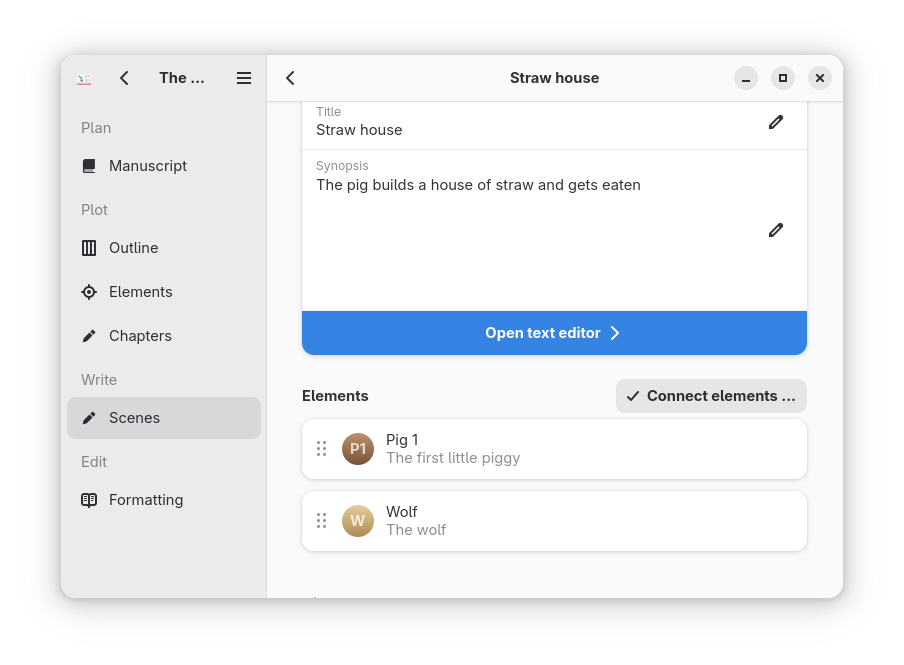 The ...
Straw house
Plan
Manuscript
Plot
Outline
Elements
Chapters
Write
Scenes
Edit
Formatting
Title
Straw house
Synopsis
The pig builds a house of straw and gets eaten
Open text editor
Elements
Connect elements ...
P1
Pig 1
The first little piggy
W
Wolf
The wolf